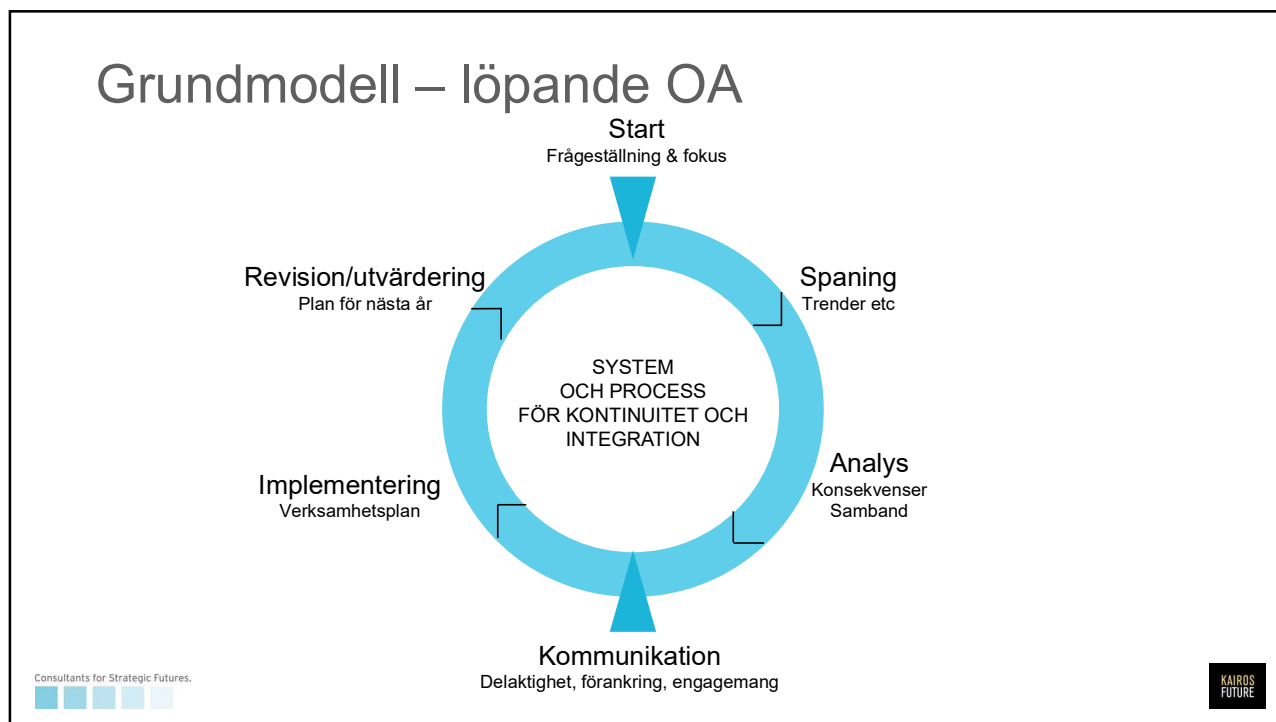 Grundmodell – löpande OA
Start
Frågeställning & fokus
Spaning
Trender etc
Analys
Konsekvenser
Samband
Kommunikation
Delaktighet, förankring, engagemang
Implementering
Verksamhetsplan
Revision/utvärdering
Plan för nästa år
SYSTEM
OCH PROCESS
FÖR KONTINUITET OCH
INTEGRATION
Consultants for Strategic Futures.
KAIROS
FUTURE